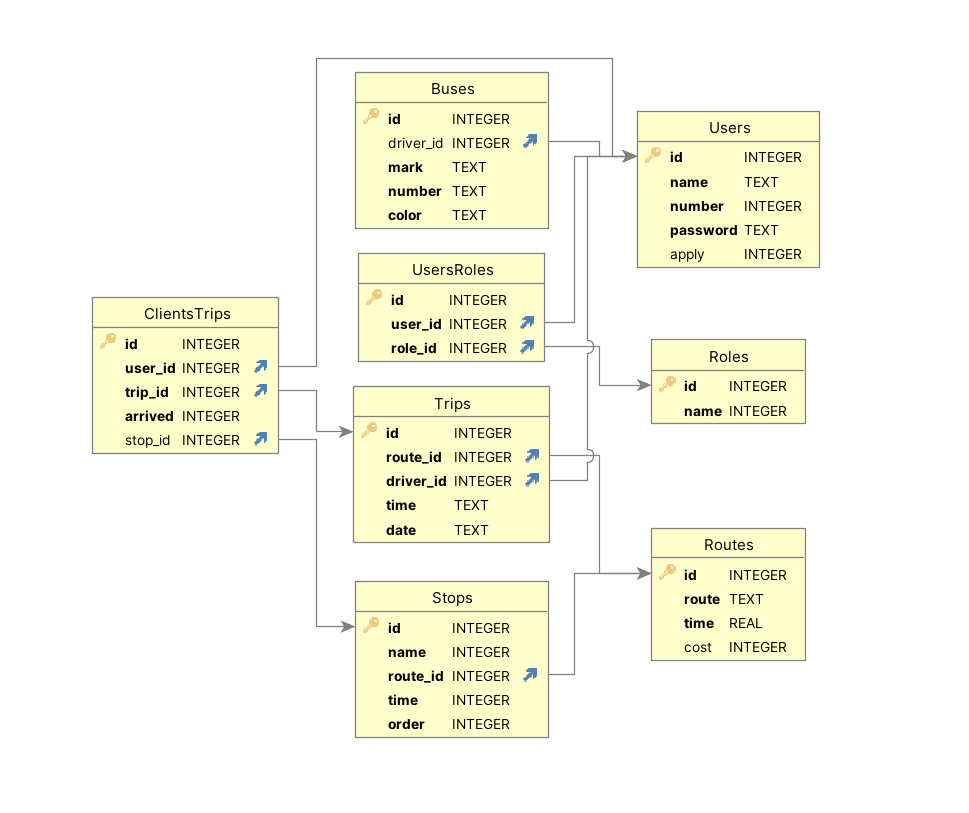 Buses
id INTEGER
driver_id INTEGER
mark TEXT
number TEXT
color TEXT
Users
id INTEGER
name TEXT
number INTEGER
password TEXT
apply INTEGER
UsersRoles
id INTEGER
user_id INTEGER
role_id INTEGER
ClientsTrips
id INTEGER
user_id INTEGER
trip_id INTEGER
arrived INTEGER
stop_id INTEGER
Roles
id INTEGER
name INTEGER
Trips
id INTEGER
route_id INTEGER
driver_id INTEGER
time TEXT
date TEXT
Routes
id INTEGER
route TEXT
time REAL
cost INTEGER
Stops
id INTEGER
name INTEGER
route_id INTEGER
time INTEGER
order INTEGER